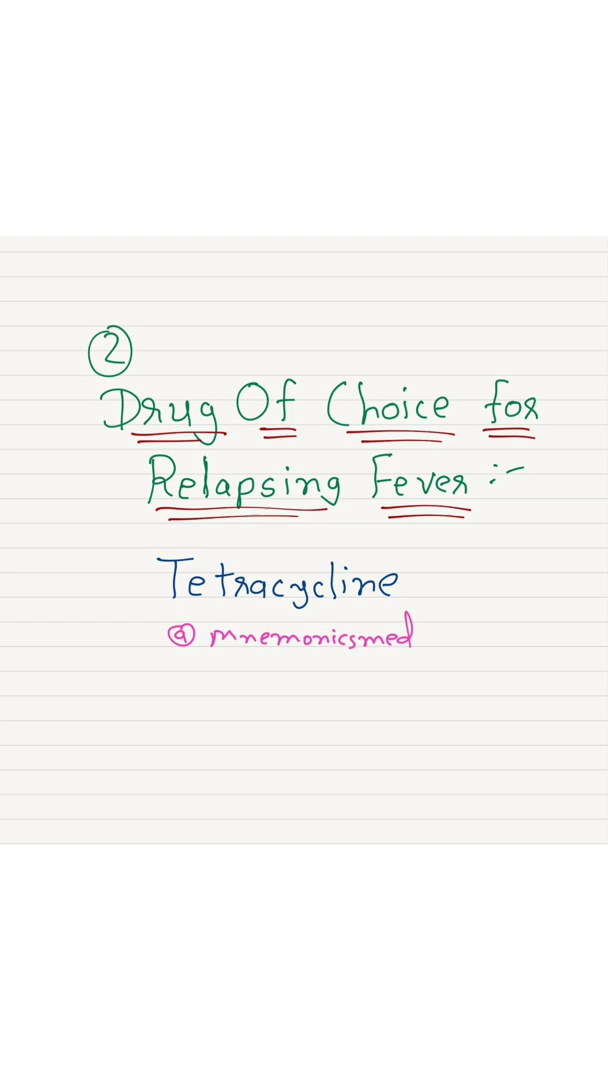 2
Drug Of Choice for
Relapsing Fever :-
Tetracycline
@mnemonicsmed